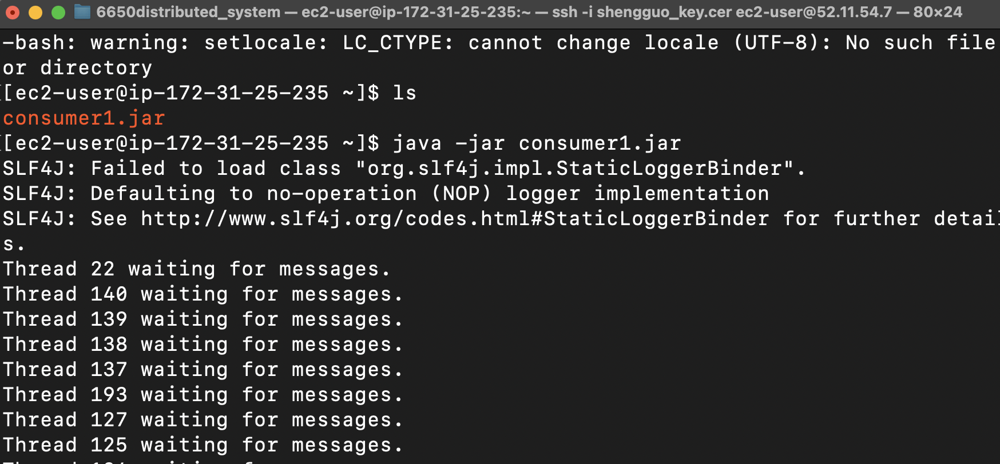 6650distributed_system — ec2-user@ip-172-31-25-235:~ — ssh -i shengguo_key.cer ec2-user@52.11.54.7 — 80×24
-bash: warning: setlocale: LC_CTYPE: cannot change locale (UTF-8): No such file
or directory
[ec2-user@ip-172-31-25-235 ~]$ ls
consumer1.jar
[ec2-user@ip-172-31-25-235 ~]$ java -jar consumer1.jar
SLF4J: Failed to load class "org.slf4j.impl.StaticLoggerBinder".
SLF4J: Defaulting to no-operation (NOP) logger implementation
SLF4J: See http://www.slf4j.org/codes.html#StaticLoggerBinder for further detail
s.
Thread 22 waiting for messages.
Thread 140 waiting for messages.
Thread 139 waiting for messages.
Thread 138 waiting for messages.
Thread 137 waiting for messages.
Thread 193 waiting for messages.
Thread 127 waiting for messages.
Thread 125 waiting for messages.